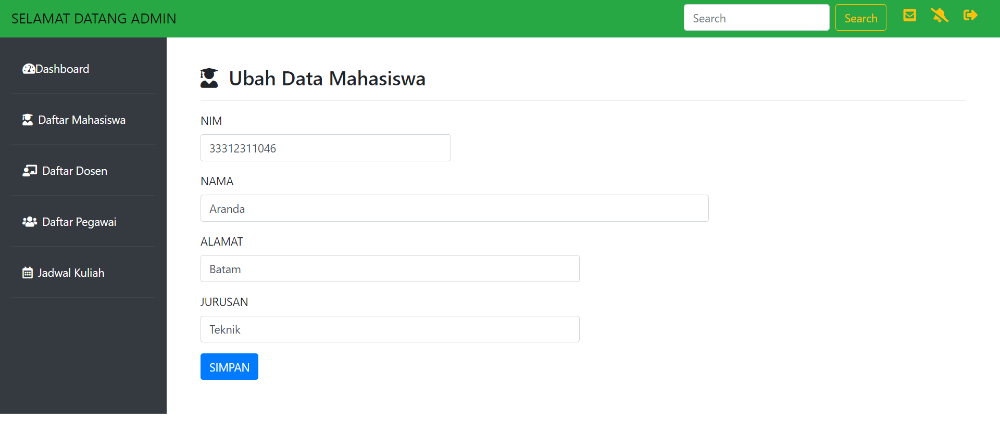 SELAMAT DATANG ADMIN
Search
Search
Dashboard
Daftar Mahasiswa
Daftar Dosen
Daftar Pegawai
Jadwal Kuliah
Ubah Data Mahasiswa
NIM
33312311046
NAMA
Aranda
ALAMAT
Batam
JURUSAN
Teknik
SIMPAN